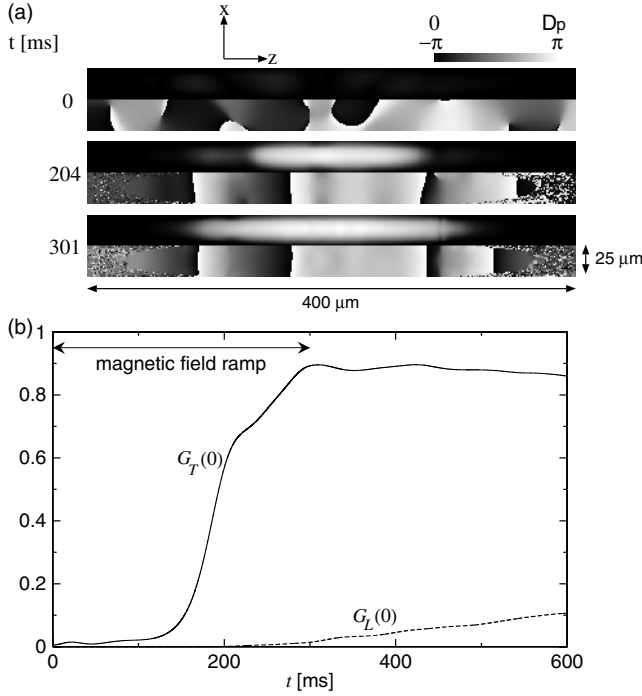 (a)
x
z
t [ms]
0 Dp
−π π
0
204
301
25 μm
400 μm
(b)
1
magnetic field ramp
0.8
G_T(0)
0.6
0.4
0.2
G_L(0)
0
0 200 400 600
t [ms]